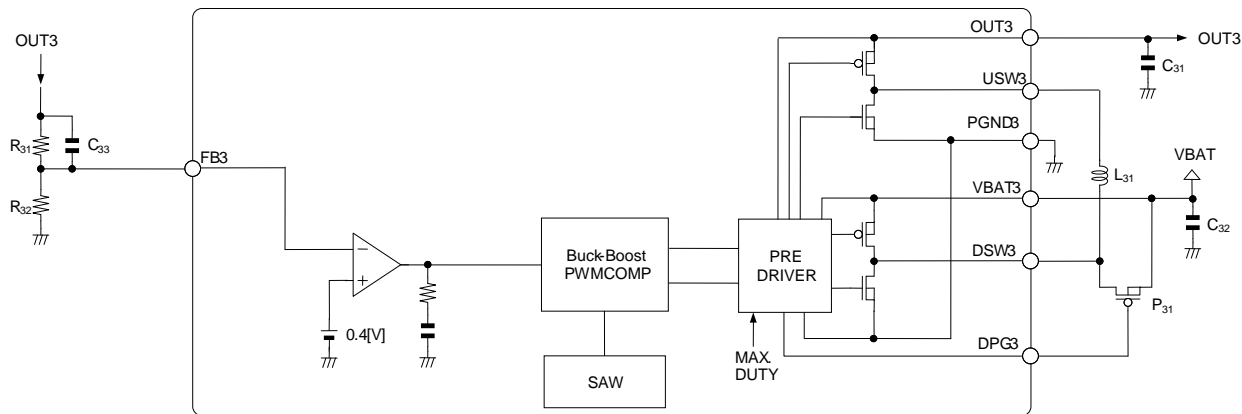 OUT3
R31
C33
R32
FB3
0.4[V]
Buck-Boost
PWMCOMP
SAW
PRE
DRIVER
MAX.
DUTY
OUT3
USW3
PGND3
VBAT3
DSW3
DPG3
OUT3
C31
L31
VBAT
C32
P31